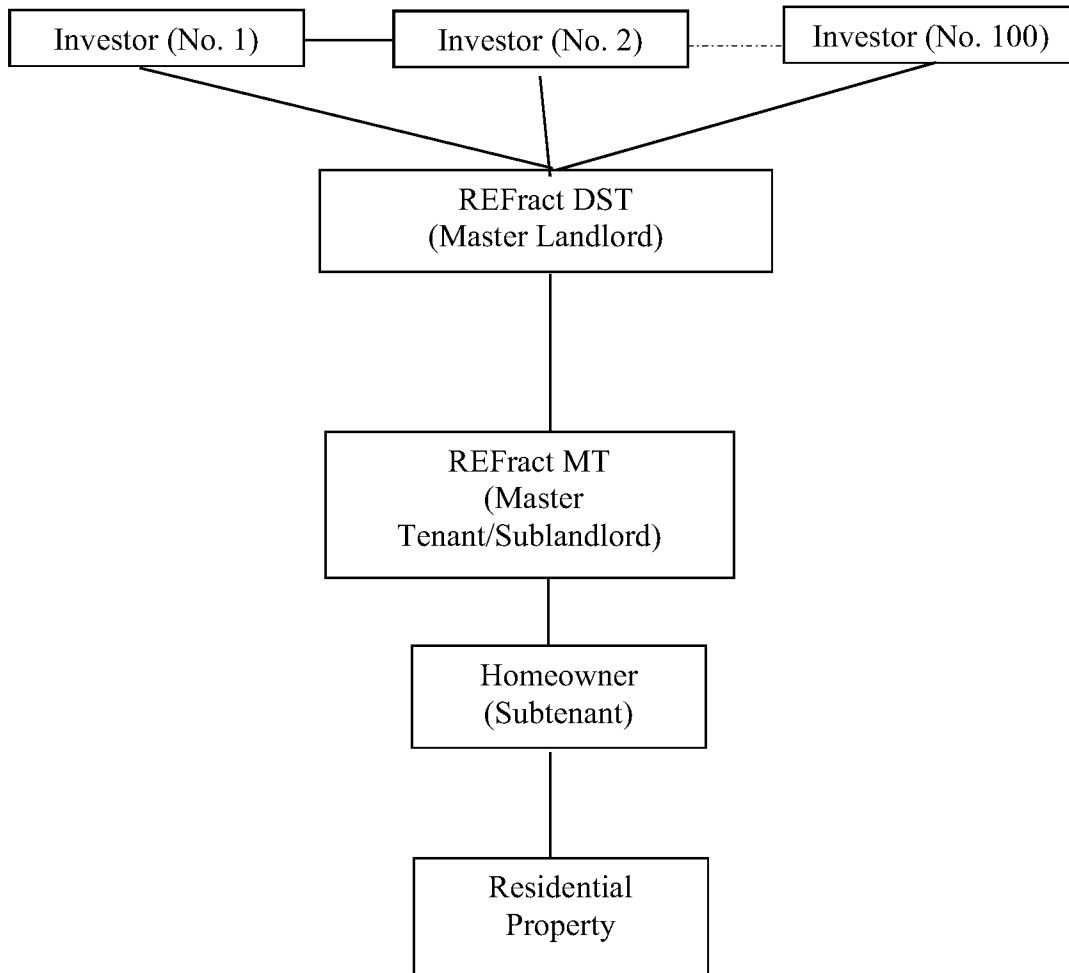 Investor (No. 1)
Investor (No. 2)
Investor (No. 100)
REFract DST
(Master Landlord)
REFract MT
(Master
Tenant/Sublandlord)
Homeowner
(Subtenant)
Residential
Property